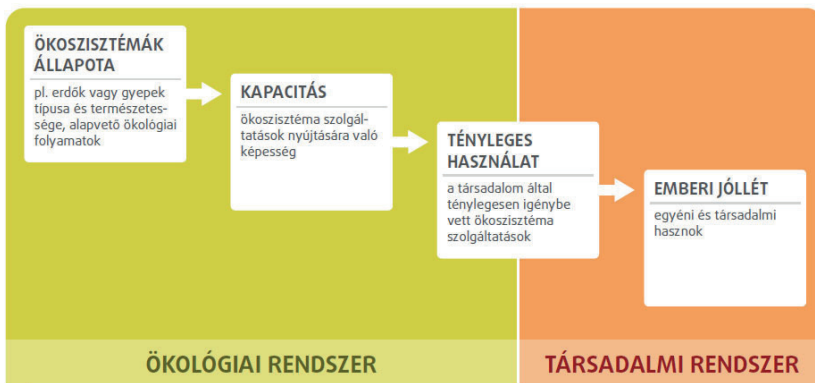 ÖKOSZISZTÉMÁK
ÁLLAPOTA
pl. erdők vagy gyepek
típusa és természetes-
sége, alapvető ökológiai
folyamatok
KAPACITÁS
ökoszisztéma szolgál-
tatások nyújtására való
képesség
TÉNYLEGES
HASZNÁLAT
a társadalom által
ténylegesen igénybe
vett ökoszisztéma
szolgáltatások
EMBERI JÓLLÉT
egyéni és társadalmi
hasznok
ÖKOLÓGIAI RENDSZER
TÁRSADALMI RENDSZER